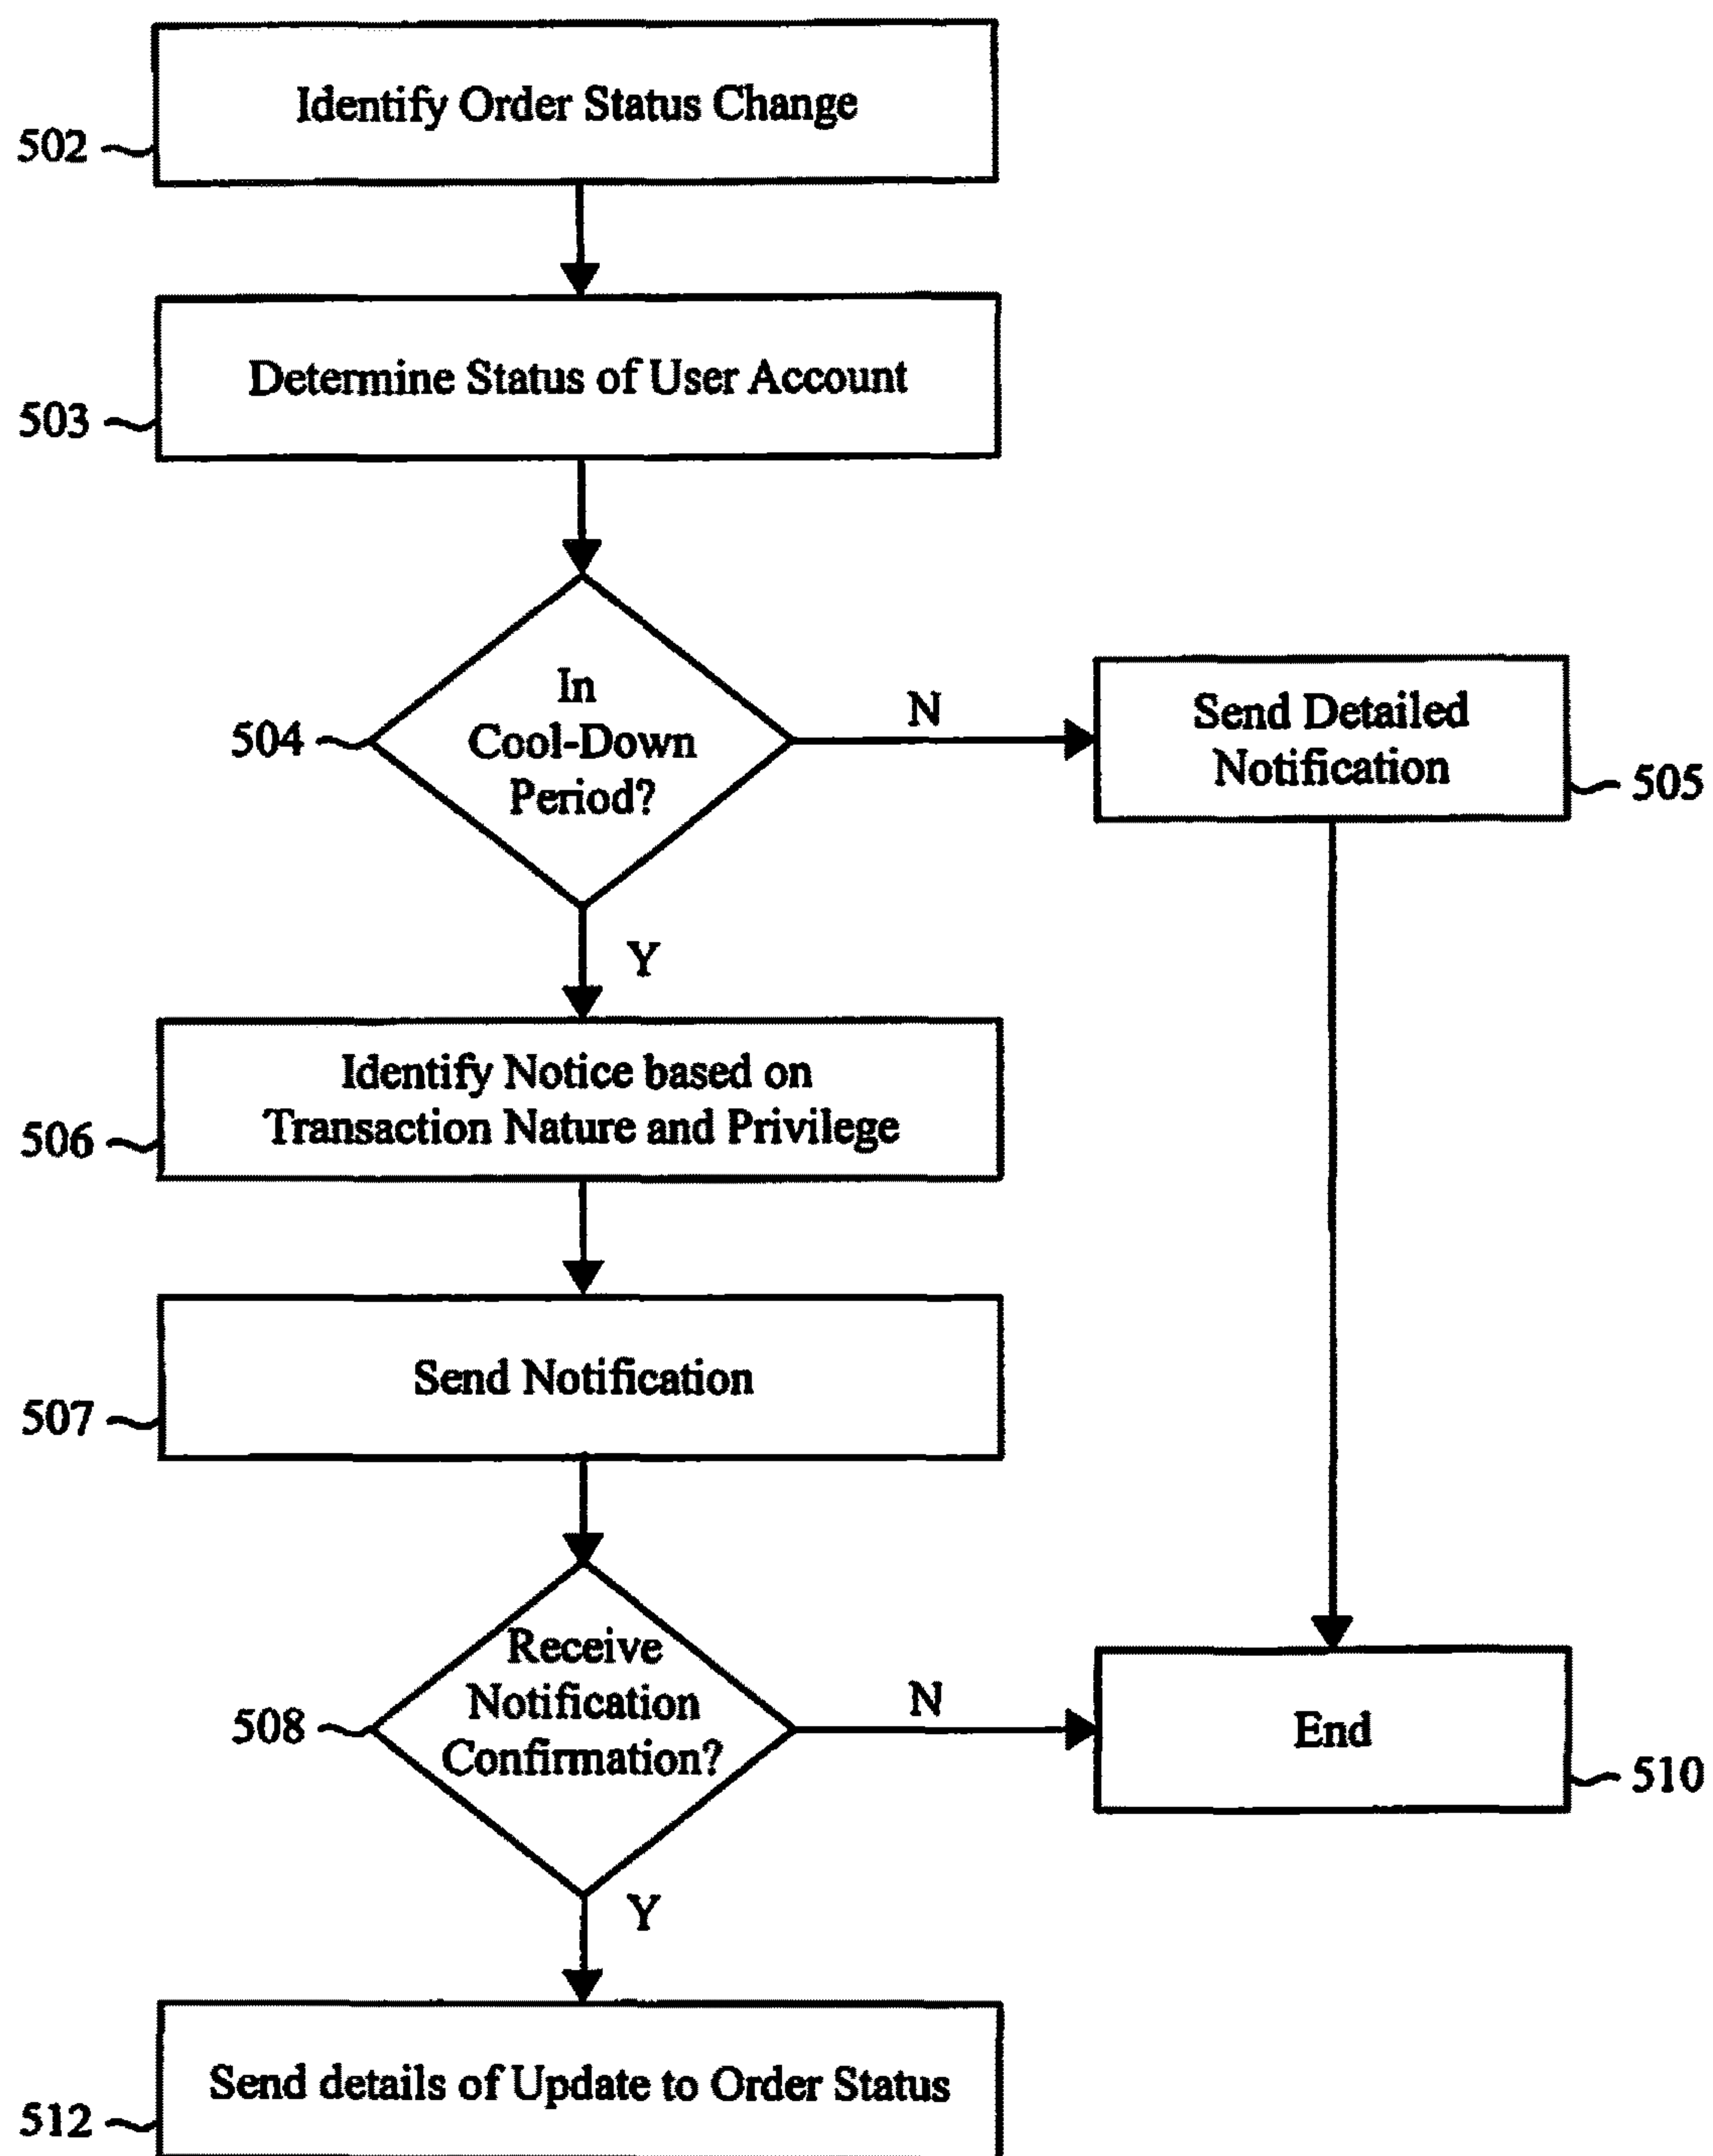 Identify Order Status Change
502
Determine Status of User Account
503
In
Cool-Down
Period?
504
N
Send Detailed
Notification
505
Y
Identify Notice based on
Transaction Nature and Privilege
506
Send Notification
507
Receive
Notification
Confirmation?
508
N
End
510
Y
Send details of Update to Order Status
512